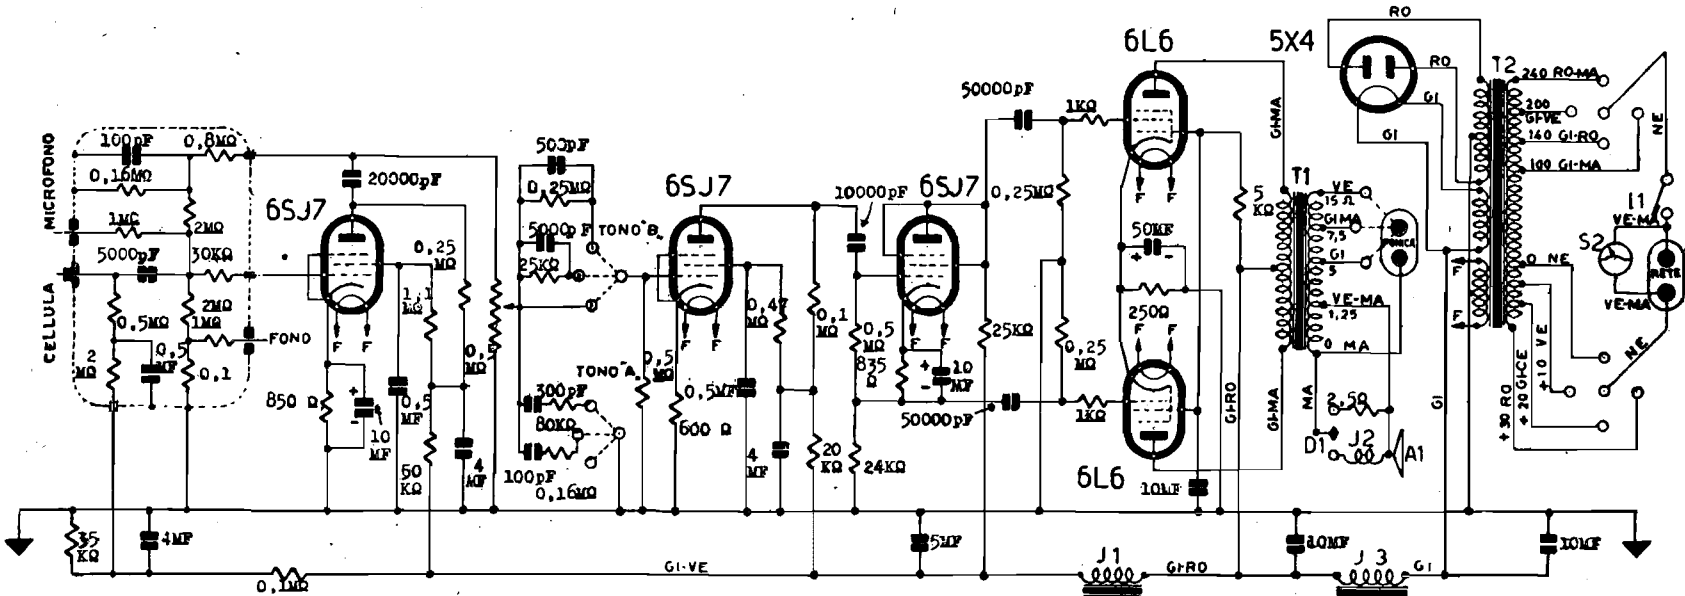 RO
6L6
5X4
T2
240 RO-MA
RO
GI
200
GI-VE
140 GI-RO
100 GI-MA
NE
GI
50000pF
1KΩ
GI-MA
MICROFONO
100pF
0,8MΩ
0,16MΩ
1MΩ
2MΩ
5000pF
30KΩ
CELLULA
0,5MΩ
2MΩ
1MΩ
FONO
2
MΩ
0,5
MF
0,1
20000pF
6SJ7
0,25
MΩ
1,1
MΩ
F F
850 Ω
10
MF
0,5
MF
50
KΩ
4
MF
500pF
0,25MΩ
5000pF
TONO B.
25KΩ
TONO A.
300pF
80KΩ
100pF
0,16MΩ
0,5
MΩ
6SJ7
F F
600 Ω
0,47
MΩ
0,5MF
0,1
MΩ
4
MF
20
KΩ
10000pF
6SJ7
0,25MΩ
0,5
MΩ
835
Ω
F F
10
MF
24KΩ
25KΩ
50000pF
0,25
MΩ
1KΩ
F F
50MF
+ -
250Ω
F F
6L6
10MF
5
KΩ
GI-RO
GI-MA
T1
VE
15 Ω
GI MA
7,5
GI
5
VE-MA
1,25
0 MA
FONICA
MA
2,5Ω
D1
J2
A1
F
F
GI
0 NE
+10 VE
+20 GI-CE
+30 RO
I1
VE-MA
S2
RETE
VE-MA
NE
35
KΩ
4MF
0,1MΩ
GI-VE
5MF
J1
GI-RO
10MF
J3
GI
10MF